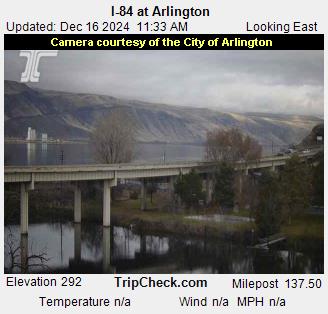 I-84 at Arlington
Updated: Dec 16 2024 11:33 AM Looking East
Camera courtesy of the City of Arlington
Elevation 292 TripCheck.com Milepost 137.50
Temperature n/a Wind n/a MPH n/a